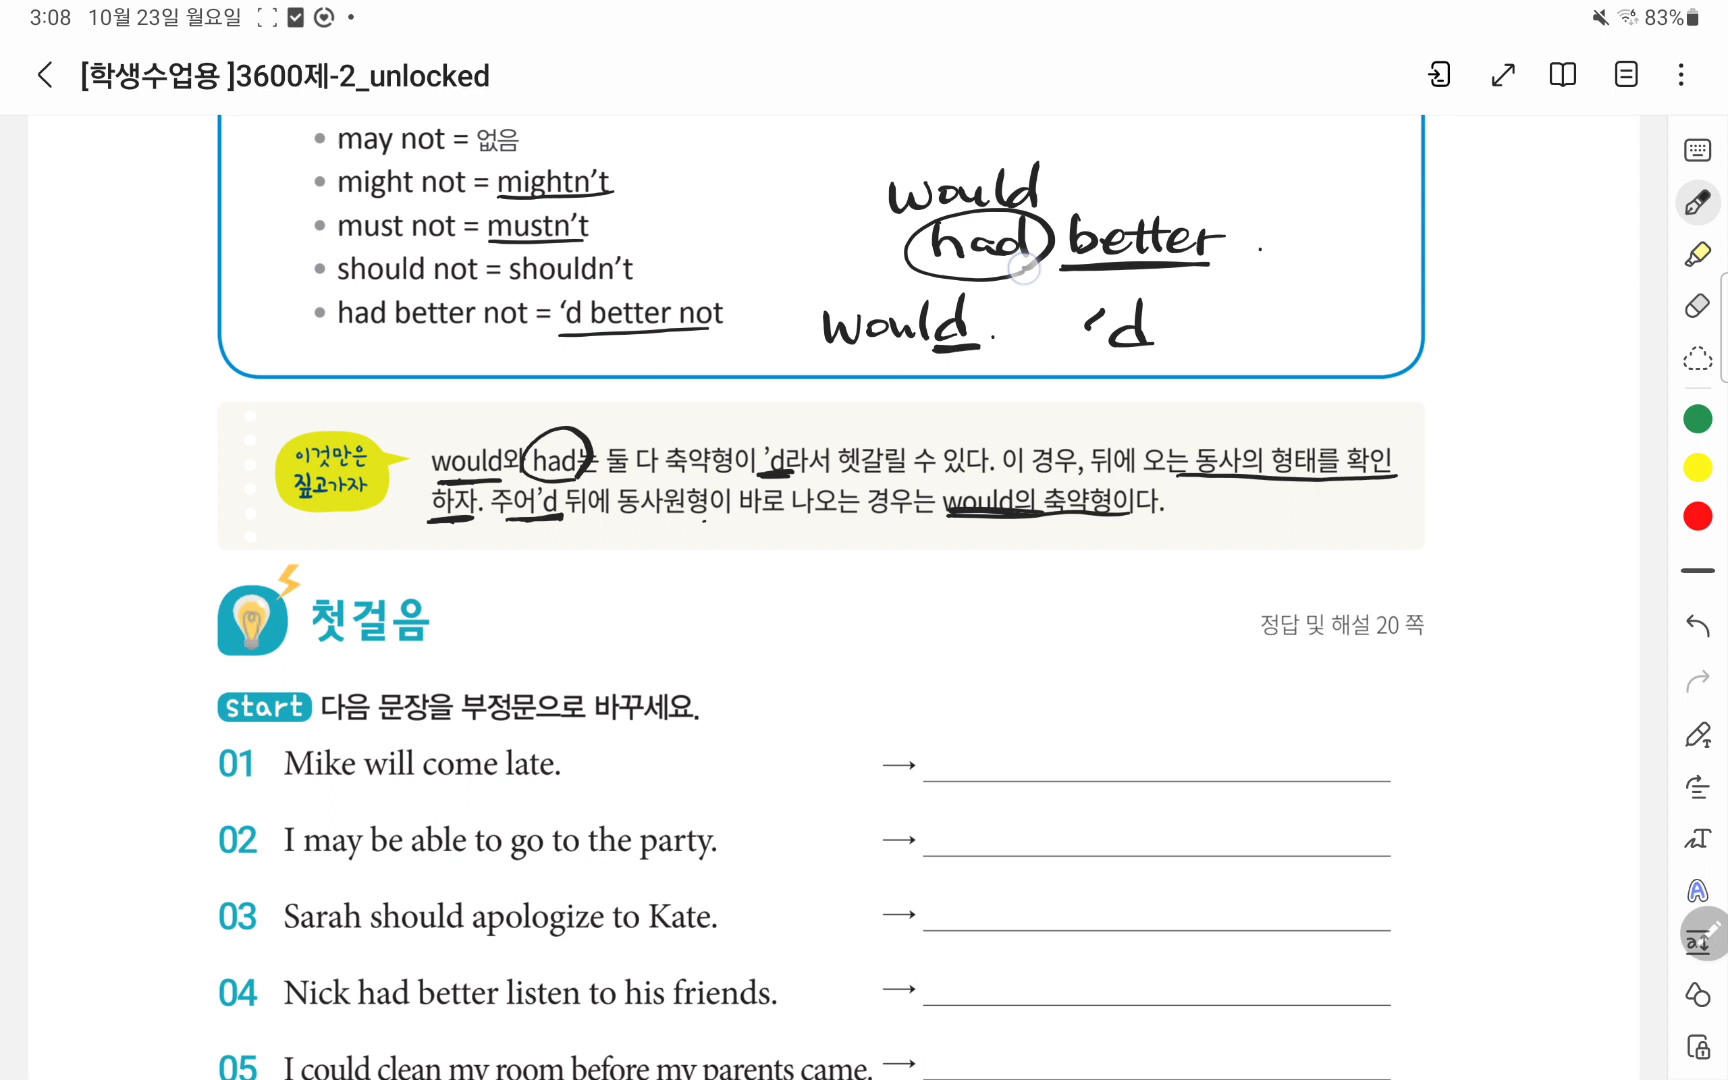 3:08 10월 23일 월요일
83%
[학생수업용 ]3600제-2_unlocked
may not = 없음
might not = mightn't
must not = mustn't
should not = shouldn't
had better not = 'd better not
would
had better .
would . 'd
이것만은
짚고가자
would와 had는 둘 다 축약형이 'd라서 헷갈릴 수 있다. 이 경우, 뒤에 오는 동사의 형태를 확인
하자. 주어'd 뒤에 동사원형이 바로 나오는 경우는 would의 축약형이다.
첫걸음
정답 및 해설 20 쪽
start 다음 문장을 부정문으로 바꾸세요.
01 Mike will come late. →
02 I may be able to go to the party. →
03 Sarah should apologize to Kate. →
04 Nick had better listen to his friends. →
05 I could clean my room before my parents came. →